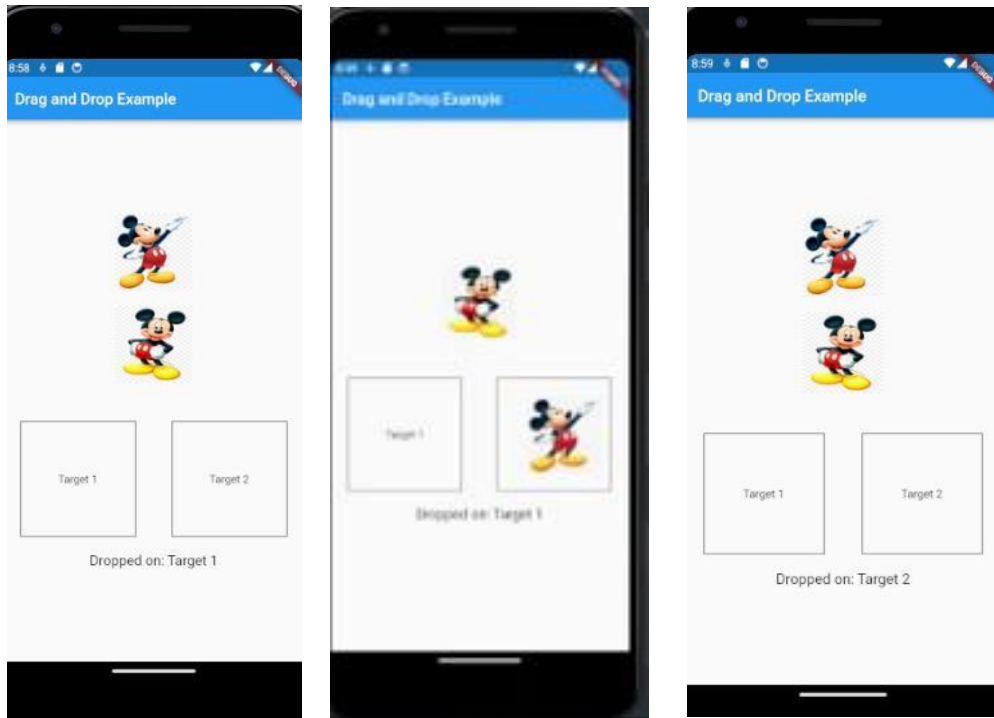 8:58
DEBUG
Drag and Drop Example
Target 1
Target 2
Dropped on: Target 1
Drag and Drop Example
Target 1
Dropped on: Target 1
8:59
DEBUG
Drag and Drop Example
Target 1
Target 2
Dropped on: Target 2